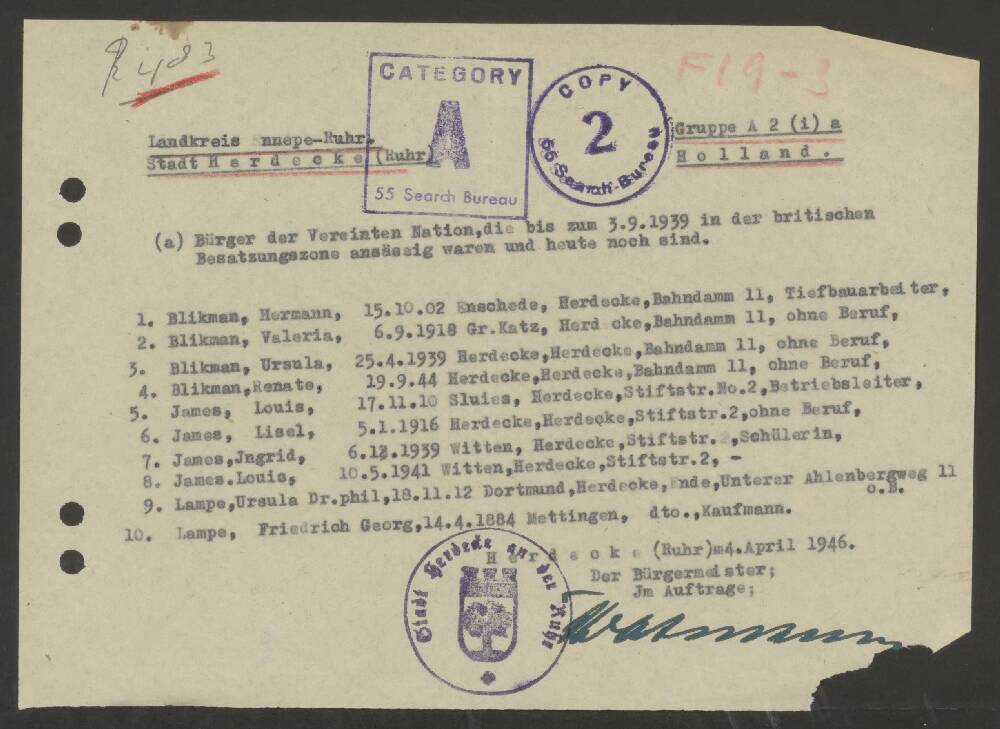 F19-3
CATEGORY
A
55 Search Bureau
COPY
2
55 Search Bureau
Landkreis Ennepe-Ruhr.
Stadt Herdecke (Ruhr)
Gruppe A 2 (i) a
Holland.
(a) Bürger der Vereinten Nation,die bis zum 3.9.1939 in der britischen
Besatzungszone ansässig waren und heute noch sind.
1. Blikman, Hermann, 15.10.02 Enschede, Herdecke,Bahndamm 11, Tiefbauarbeiter,
2. Blikman, Valeria, 6.9.1918 Gr.Katz, Herdecke,Bahndamm 11, ohne Beruf,
3. Blikman, Ursula, 25.4.1939 Herdecke,Herdecke,Bahndamm 11, ohne Beruf,
4. Blikman,Renate, 19.9.44 Herdecke,Herdecke,Bahndamm 11, ohne Beruf,
5. James, Louis, 17.11.10 Sluies, Herdecke,Stiftstr.No.2,Betriebsleiter,
6. James, Lisel, 5.1.1916 Herdecke,Herdecke,Stiftstr.2,ohne Beruf,
7. James,Jngrid, 6.12.1939 Witten, Herdecke,Stiftstr. 2,Schülerin,
8. James.Louis, 10.5.1941 Witten,Herdecke,Stiftstr.2, -
9. Lampe,Ursula Dr.phil,18.11.12 Dortmund,Herdecke,Ende,Unterer Ahlenbergweg 11
o.B.
10. Lampe, Friedrich Georg,14.4.1884 Mettingen, dto.,Kaufmann.
Herdecke (Ruhr)m4.April 1946.
Der Bürgermeister;
Jm Auftrage;
Stadt Herdecke an der Ruhr